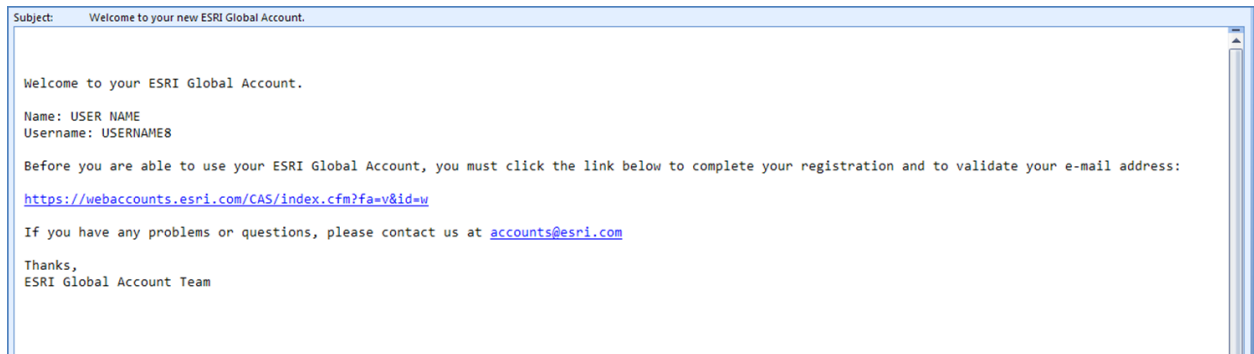 Subject: Welcome to your new ESRI Global Account.
Welcome to your ESRI Global Account.
Name: USER NAME
Username: USERNAME8
Before you are able to use your ESRI Global Account, you must click the link below to complete your registration and to validate your e-mail address:
https://webaccounts.esri.com/CAS/index.cfm?fa=v&id=w
If you have any problems or questions, please contact us at accounts@esri.com
Thanks,
ESRI Global Account Team